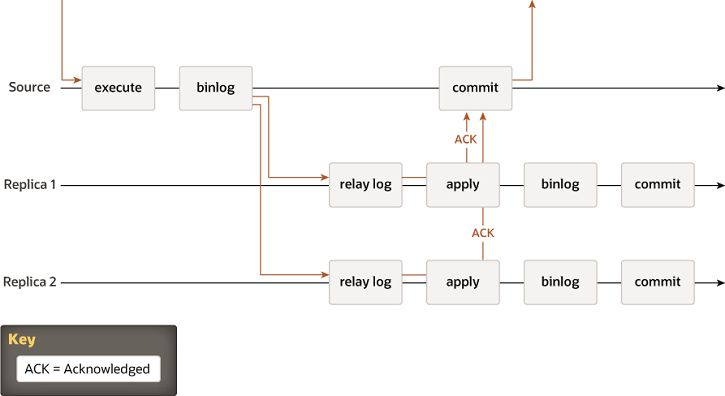 Source
execute
binlog
commit
ACK
Replica 1
relay log
apply
binlog
commit
ACK
Replica 2
relay log
apply
binlog
commit
Key
ACK = Acknowledged